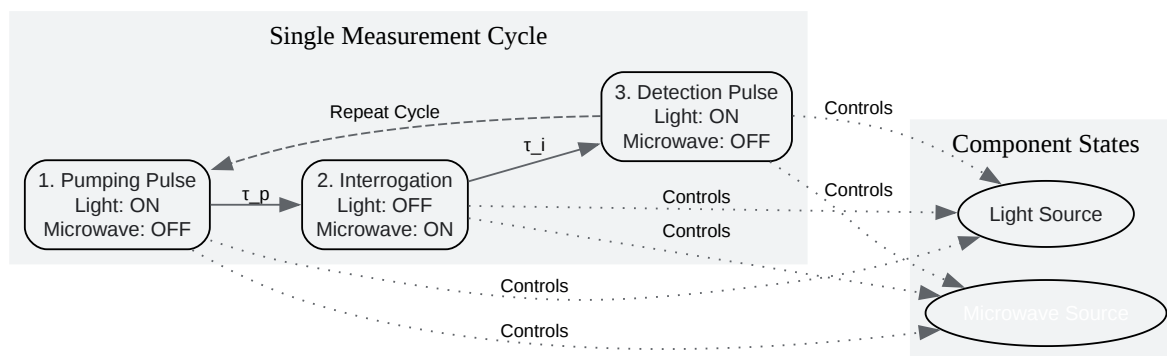 Single Measurement Cycle
3. Detection Pulse
Light: ON
Microwave: OFF
Repeat Cycle
τ_i
1. Pumping Pulse
Light: ON
Microwave: OFF
τ_p
2. Interrogation
Light: OFF
Microwave: ON
Controls
Controls
Controls
Controls
Controls
Controls
Component States
Light Source
Microwave Source